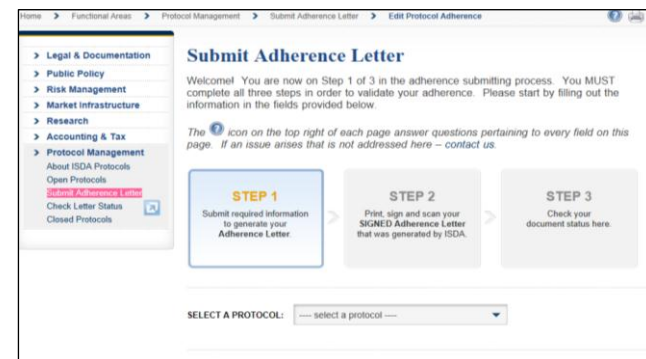 Home > Functional Areas > Protocol Management > Submit Adherence Letter > Edit Protocol Adherence
> Legal & Documentation
> Public Policy
> Risk Management
> Market Infrastructure
> Research
> Accounting & Tax
> Protocol Management
About ISDA Protocols
Open Protocols
Submit Adherence Letter
Check Letter Status
Closed Protocols
Submit Adherence Letter
Welcome! You are now on Step 1 of 3 in the adherence submitting process. You MUST
complete all three steps in order to validate your adherence. Please start by filling out the
information in the fields provided below.
The ? icon on the top right of each page answer questions pertaining to every field on this
page. If an issue arises that is not addressed here – contact us.
STEP 1
Submit required information
to generate your
Adherence Letter.
STEP 2
Print, sign and scan your
SIGNED Adherence Letter
that was generated by ISDA.
STEP 3
Check your
document status here.
SELECT A PROTOCOL: ---- select a protocol ----